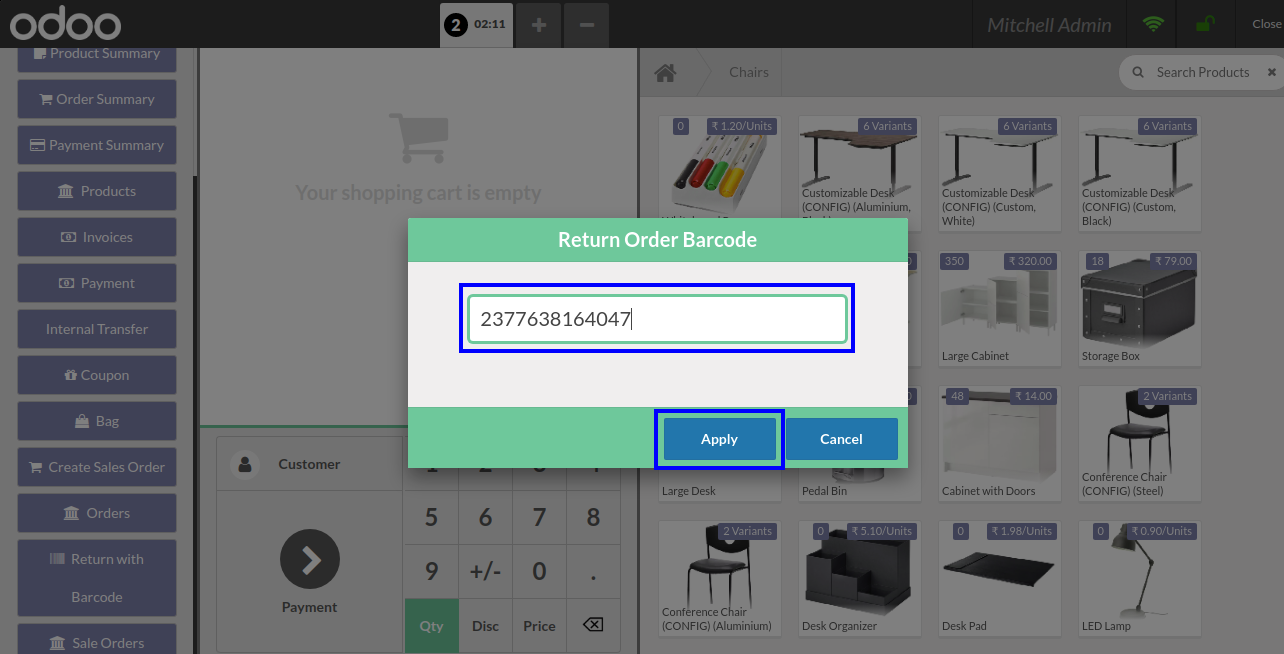 odoo
2 02:11
+
−
Mitchell Admin
Close
Product Summary
Order Summary
Payment Summary
Products
Invoices
Payment
Internal Transfer
Coupon
Bag
Create Sales Order
Orders
Return with
Barcode
Sale Orders
Your shopping cart is empty
Chairs
Search Products
0 ₹ 1.20/Units
6 Variants
Customizable Desk
(CONFIG) (Aluminium,
6 Variants
Customizable Desk
(CONFIG) (Custom,
White)
6 Variants
Customizable Desk
(CONFIG) (Custom,
Black)
Return Order Barcode
2377638164047
Apply
Cancel
350 ₹ 320.00
Large Cabinet
18 ₹ 79.00
Storage Box
Large Desk
Pedal Bin
48 ₹ 14.00
Cabinet with Doors
2 Variants
Conference Chair
(CONFIG) (Steel)
2 Variants
Conference Chair
(CONFIG) (Aluminium)
0 ₹ 5.10/Units
Desk Organizer
0 ₹ 1.98/Units
Desk Pad
0 ₹ 0.90/Units
LED Lamp
Customer
Payment
5 6 7 8
9 +/- 0 .
Qty Disc Price